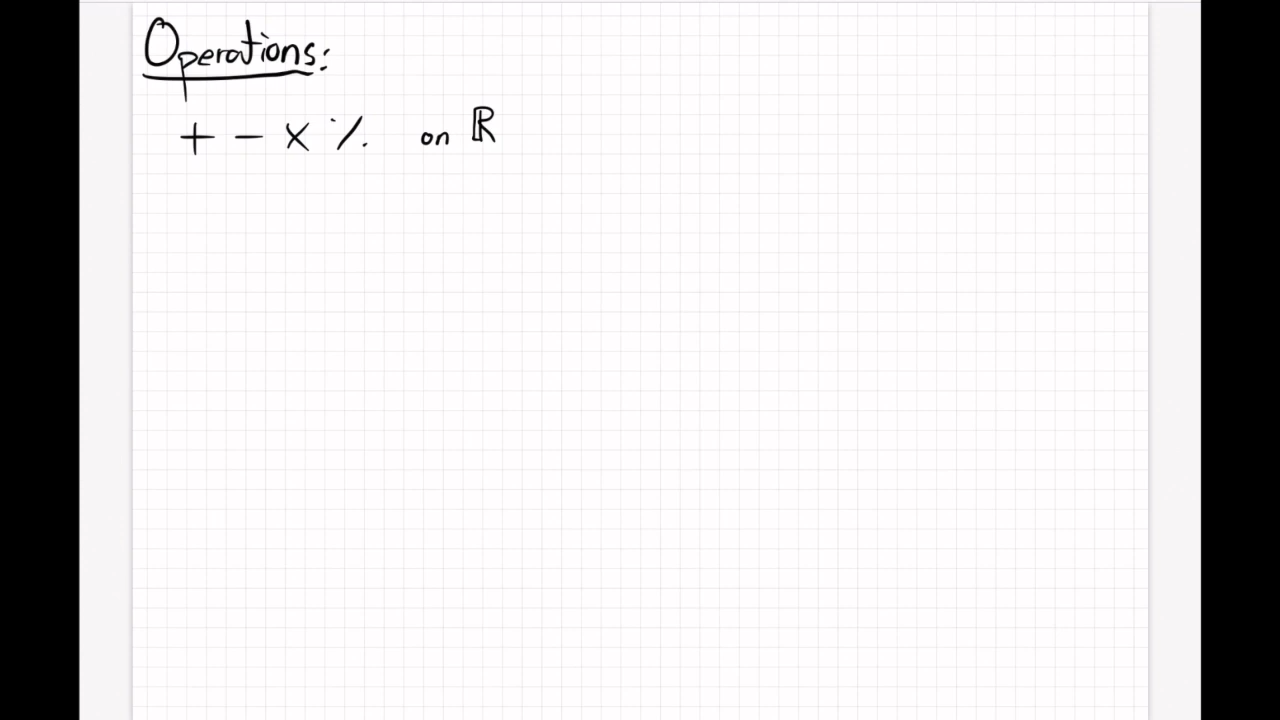 Operations:
+ - × ⁒ on ℝ